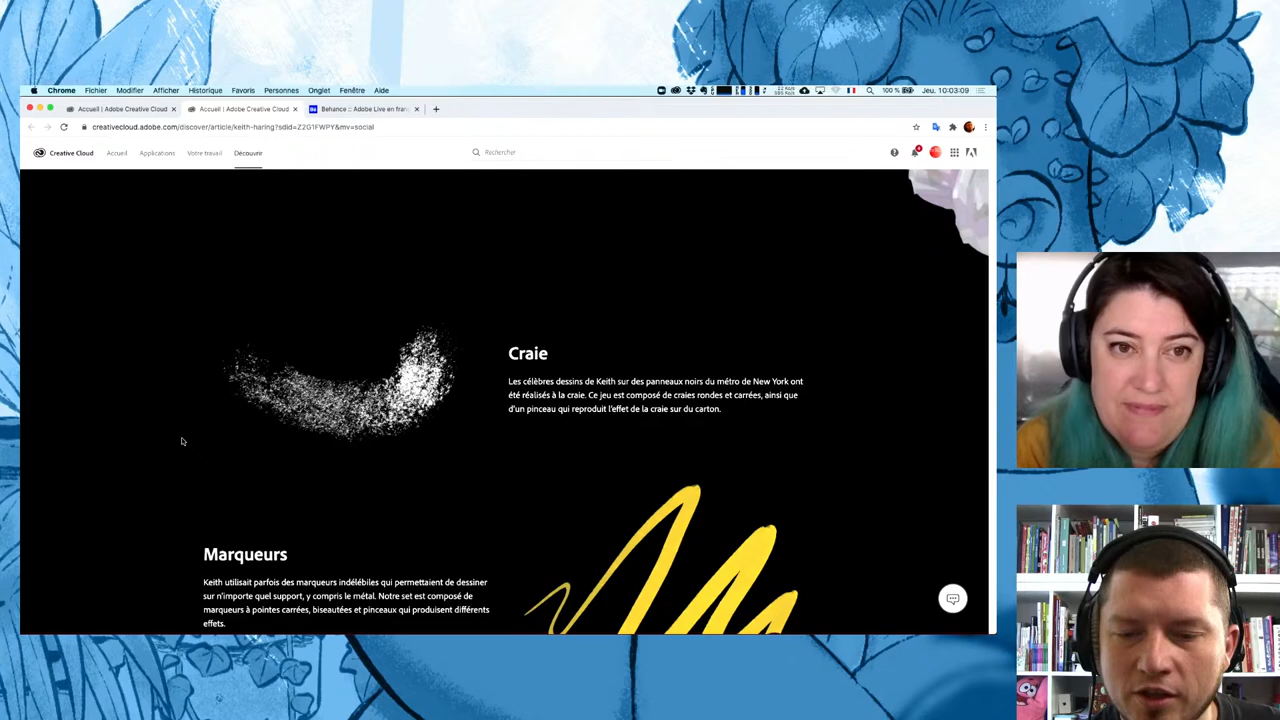 Chrome Fichier Modifier Afficher Historique Favoris Personnes Onglet Fenêtre Aide
100 % Jeu. 10:03:09
Accueil | Adobe Creative Cloud
Accueil | Adobe Creative Cloud
Behance :: Adobe Live en fran
creativecloud.adobe.com/discover/article/keith-haring?sdid=Z2G1FWPY&mv=social
Creative Cloud Accueil Applications Votre travail Découvrir
Rechercher
Craie
Les célèbres dessins de Keith sur des panneaux noirs du métro de New York ont
été réalisés à la craie. Ce jeu est composé de craies rondes et carrées, ainsi que
d'un pinceau qui reproduit l'effet de la craie sur du carton.
Marqueurs
Keith utilisait parfois des marqueurs indélébiles qui permettaient de dessiner
sur n'importe quel support, y compris le métal. Notre set est composé de
marqueurs à pointes carrées, biseautées et pinceaux qui produisent différents
effets.